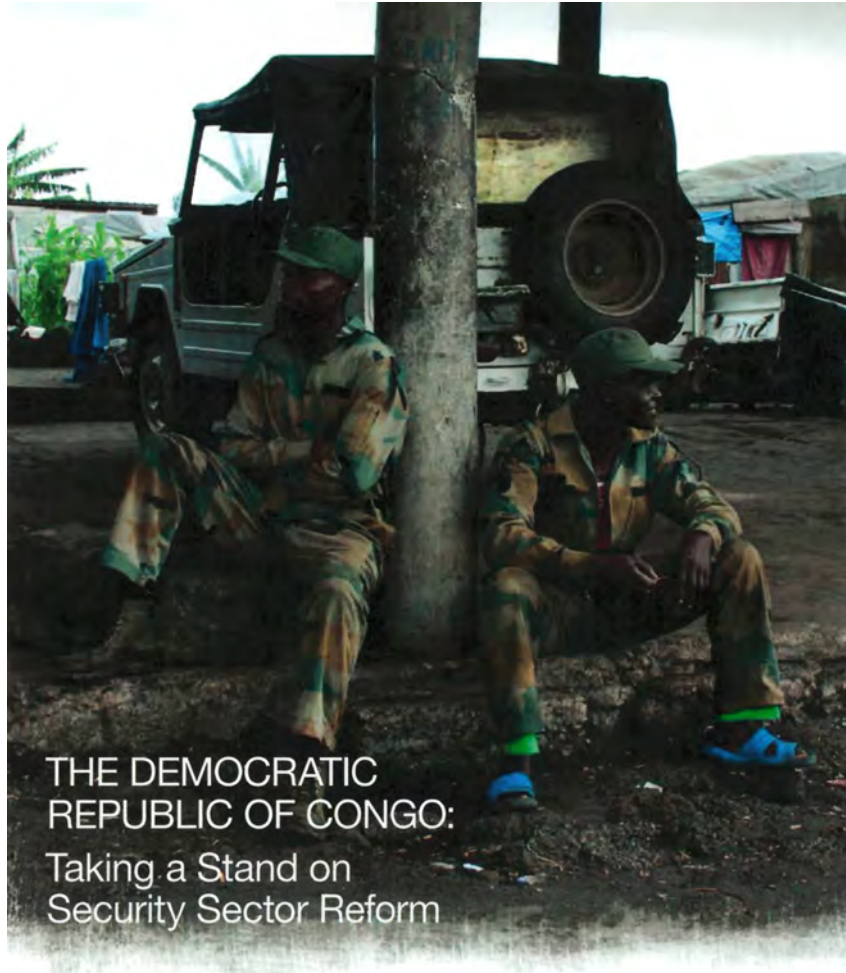 THE DEMOCRATIC
REPUBLIC OF CONGO:
Taking a Stand on
Security Sector Reform